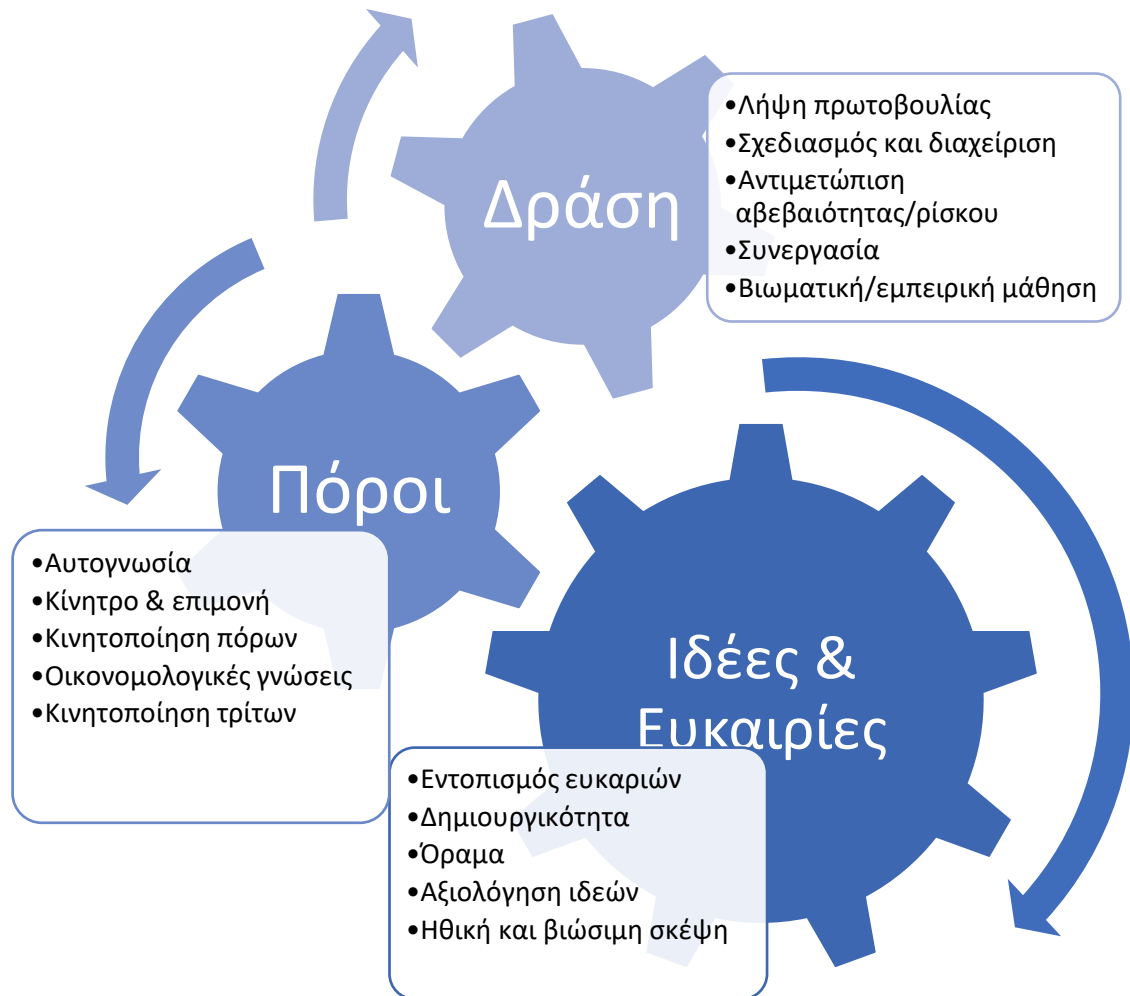 Δράση
•Λήψη πρωτοβουλίας
•Σχεδιασμός και διαχείριση
•Αντιμετώπιση
αβεβαιότητας/ρίσκου
•Συνεργασία
•Βιωματική/εμπειρική μάθηση
Πόροι
•Αυτογνωσία
•Κίνητρο & επιμονή
•Κινητοποίηση πόρων
•Οικονομολογικές γνώσεις
•Κινητοποίηση τρίτων
Ιδέες &
Ευκαιρίες
•Εντοπισμός ευκαριών
•Δημιουργικότητα
•Όραμα
•Αξιολόγηση ιδεών
•Ηθική και βιώσιμη σκέψη